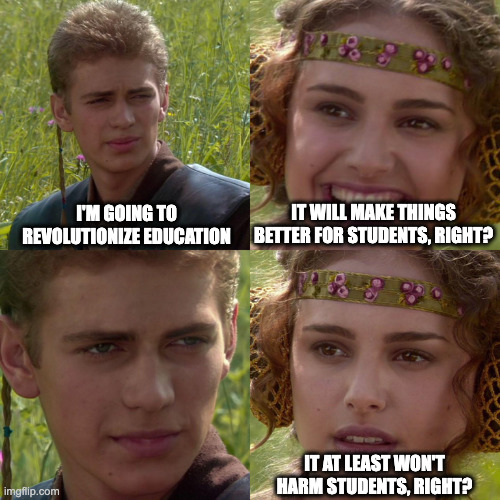 I'M GOING TO
REVOLUTIONIZE EDUCATION
IT WILL MAKE THINGS
BETTER FOR STUDENTS, RIGHT?
IT AT LEAST WON'T
HARM STUDENTS, RIGHT?
imgflip.com